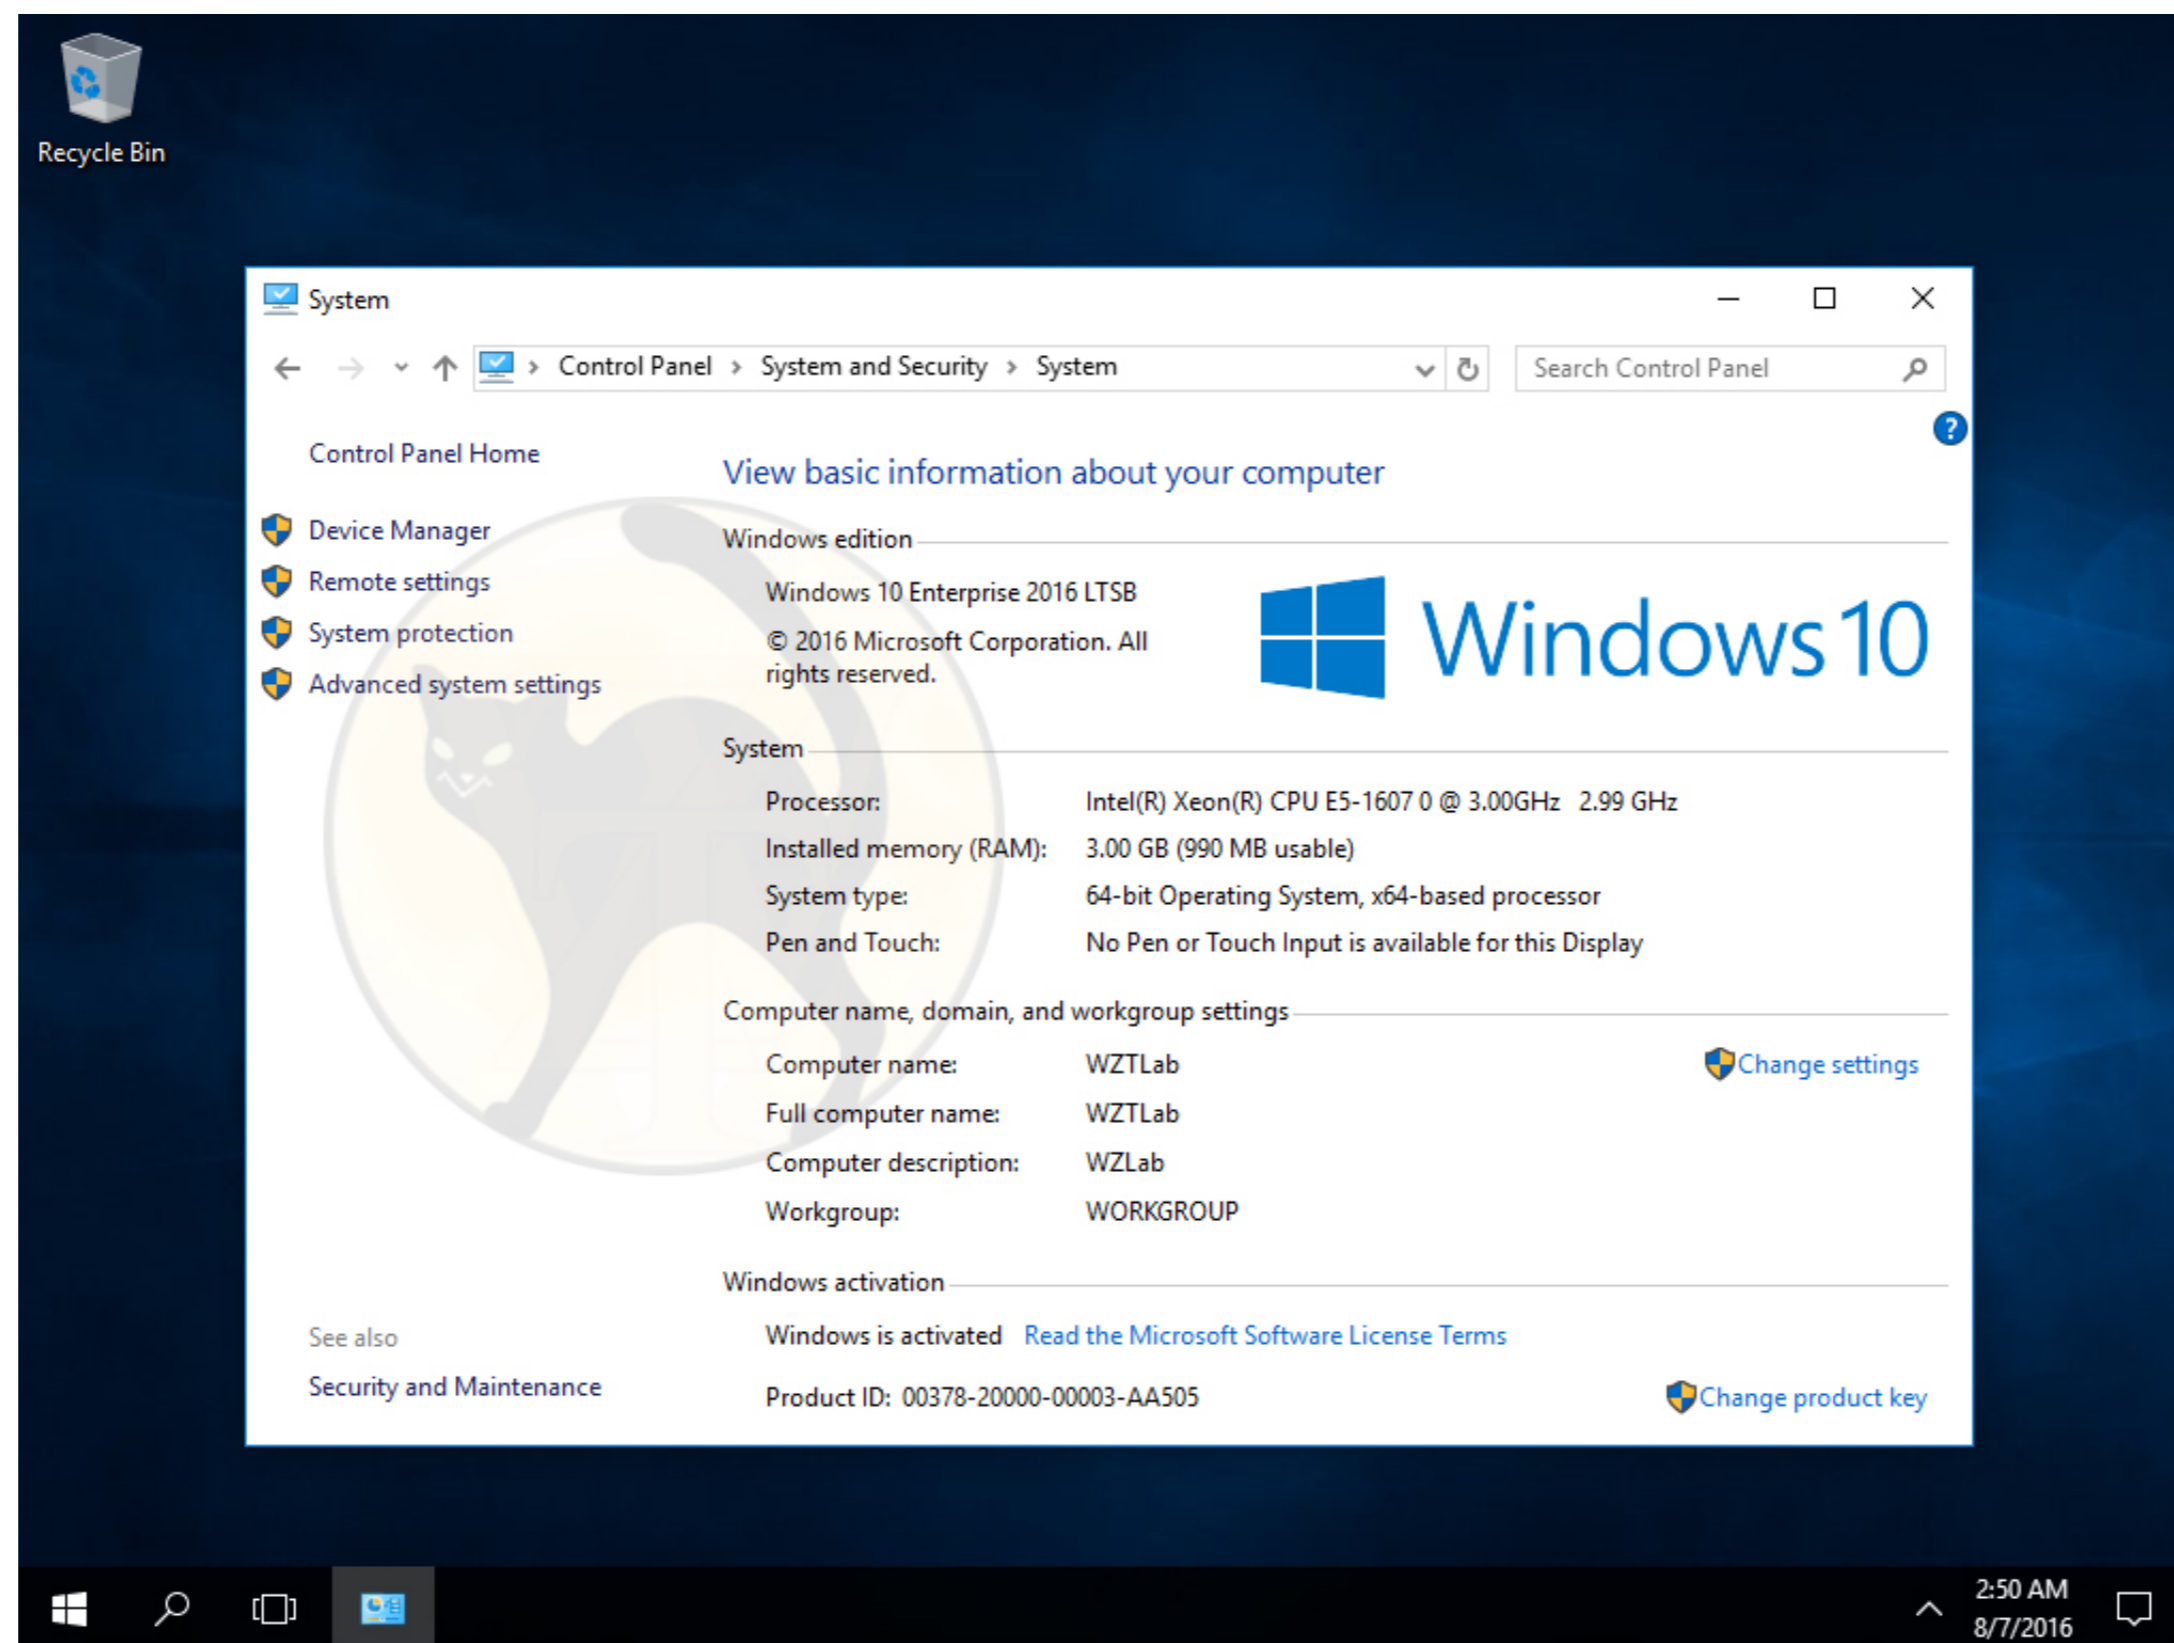 Recycle Bin
System
Control Panel > System and Security > System
Search Control Panel
?
Control Panel Home
Device Manager
Remote settings
System protection
Advanced system settings
View basic information about your computer
Windows edition
Windows 10 Enterprise 2016 LTSB
© 2016 Microsoft Corporation. All
rights reserved.
Windows 10
System
Processor: Intel(R) Xeon(R) CPU E5-1607 0 @ 3.00GHz 2.99 GHz
Installed memory (RAM): 3.00 GB (990 MB usable)
System type: 64-bit Operating System, x64-based processor
Pen and Touch: No Pen or Touch Input is available for this Display
Computer name, domain, and workgroup settings
Computer name: WZTLab
Change settings
Full computer name: WZTLab
Computer description: WZLab
Workgroup: WORKGROUP
Windows activation
Windows is activated Read the Microsoft Software License Terms
Product ID: 00378-20000-00003-AA505
Change product key
See also
Security and Maintenance
2:50 AM
8/7/2016